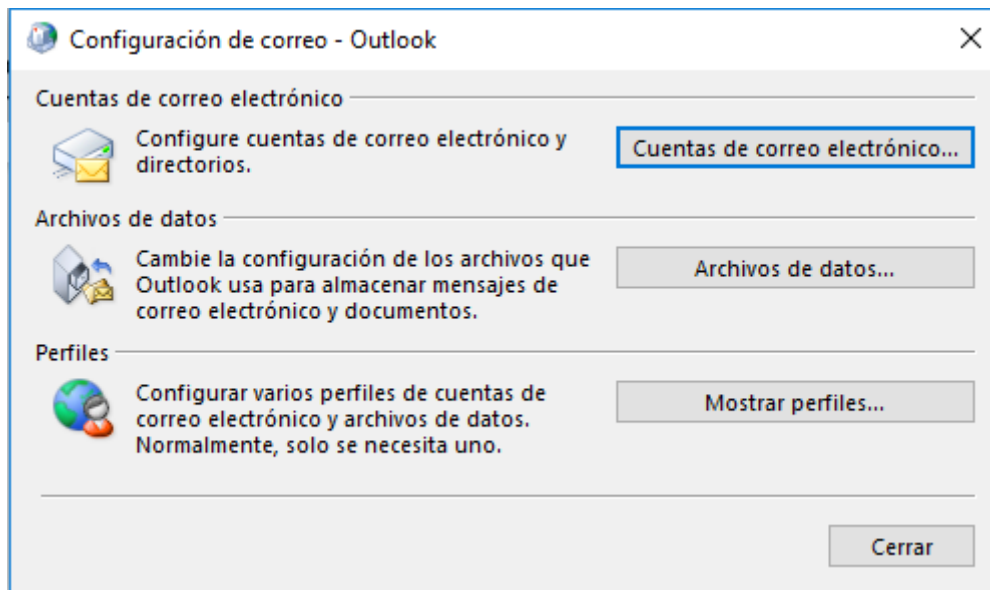 Configuración de correo - Outlook
Cuentas de correo electrónico
Configure cuentas de correo electrónico y
directorios.
Cuentas de correo electrónico...
Archivos de datos
Cambie la configuración de los archivos que
Outlook usa para almacenar mensajes de
correo electrónico y documentos.
Archivos de datos...
Perfiles
Configurar varios perfiles de cuentas de
correo electrónico y archivos de datos.
Normalmente, solo se necesita uno.
Mostrar perfiles...
Cerrar